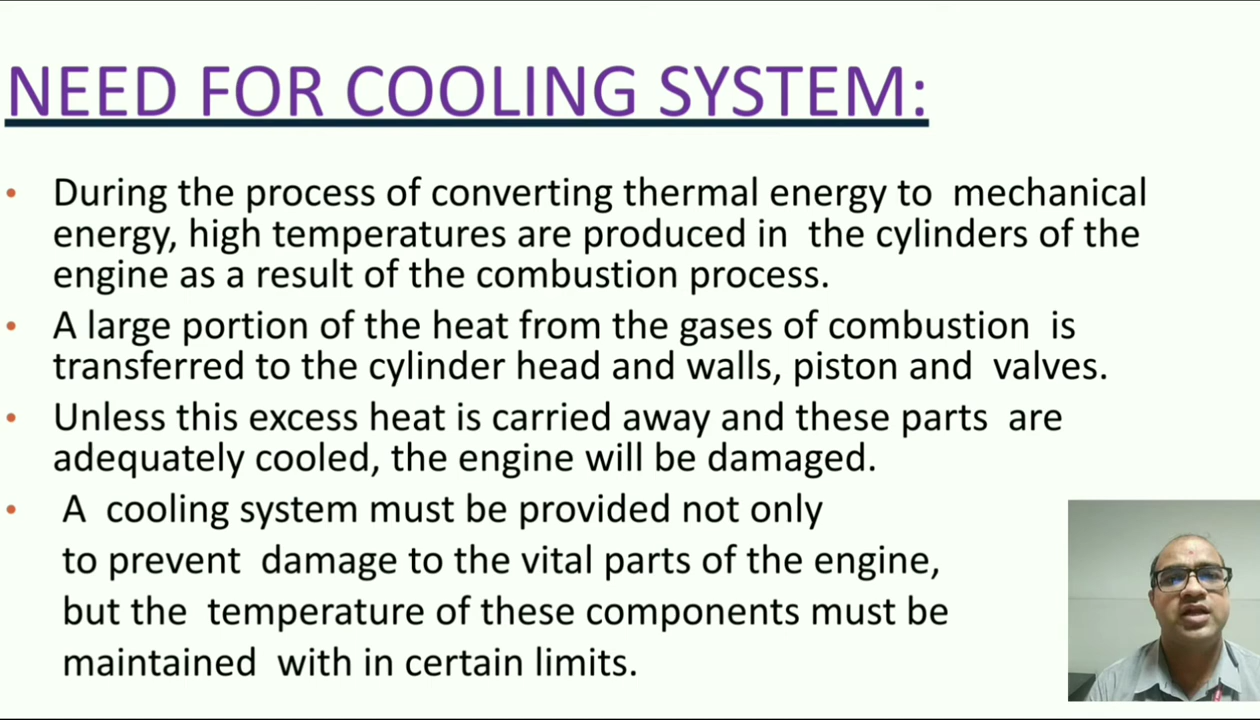 NEED FOR COOLING SYSTEM:
• During the process of converting thermal energy to mechanical
energy, high temperatures are produced in the cylinders of the
engine as a result of the combustion process.
• A large portion of the heat from the gases of combustion is
transferred to the cylinder head and walls, piston and valves.
• Unless this excess heat is carried away and these parts are
adequately cooled, the engine will be damaged.
• A cooling system must be provided not only
to prevent damage to the vital parts of the engine,
but the temperature of these components must be
maintained with in certain limits.